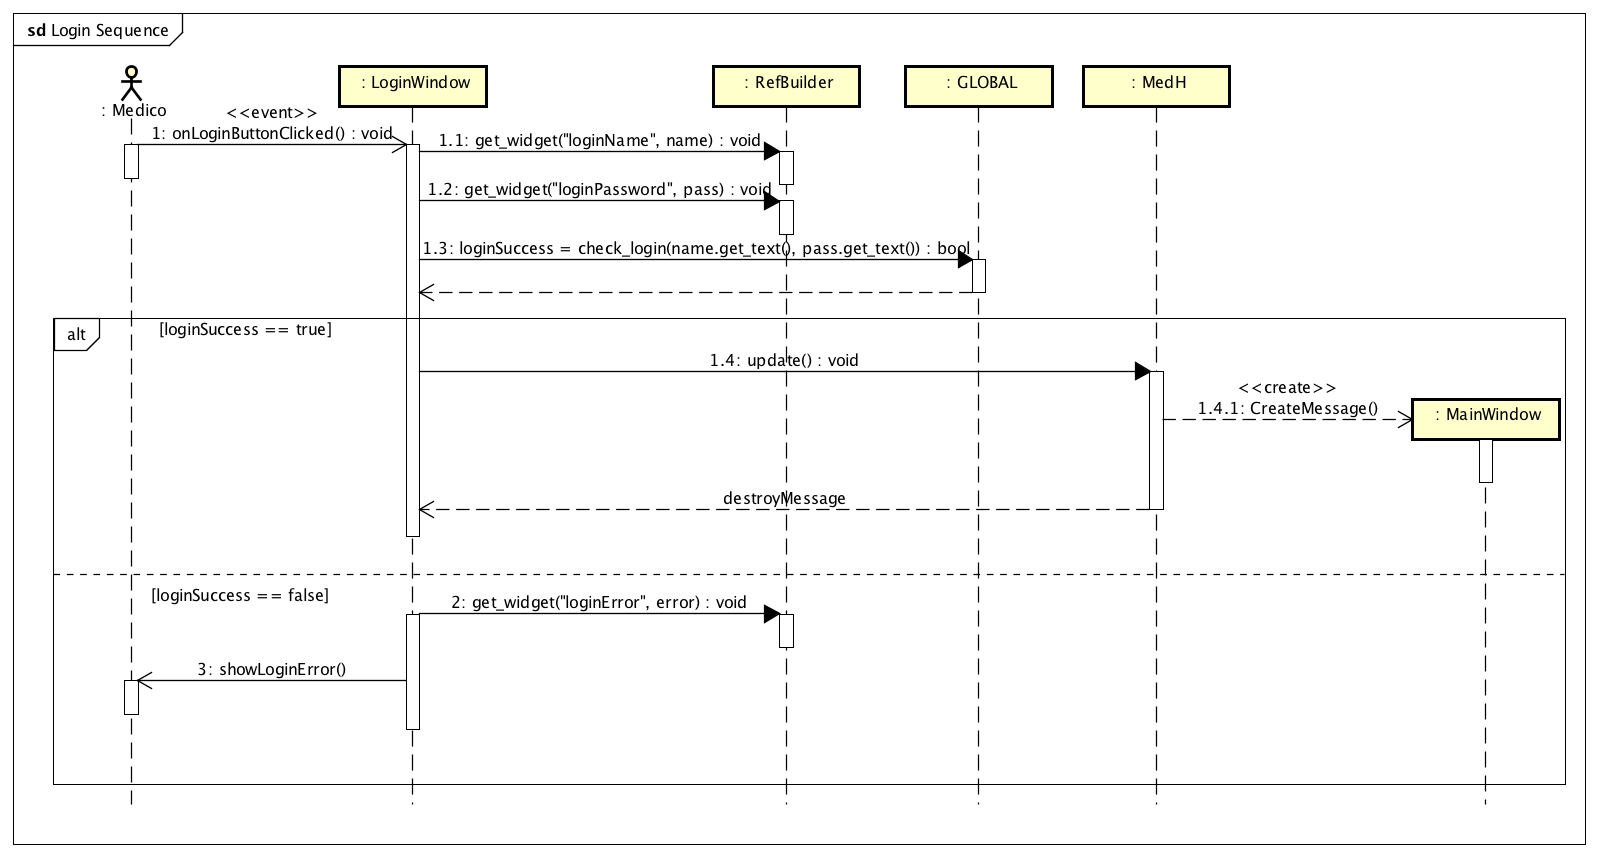 sd Login Sequence
: Medico
: LoginWindow
: RefBuilder
: GLOBAL
: MedH
<<event>>
1: onLoginButtonClicked() : void
1.1: get_widget("loginName", name) : void
1.2: get_widget("loginPassword", pass) : void
1.3: loginSuccess = check_login(name.get_text(), pass.get_text()) : bool
alt
[loginSuccess == true]
1.4: update() : void
<<create>>
1.4.1: CreateMessage()
: MainWindow
destroyMessage
[loginSuccess == false]
2: get_widget("loginError", error) : void
3: showLoginError()